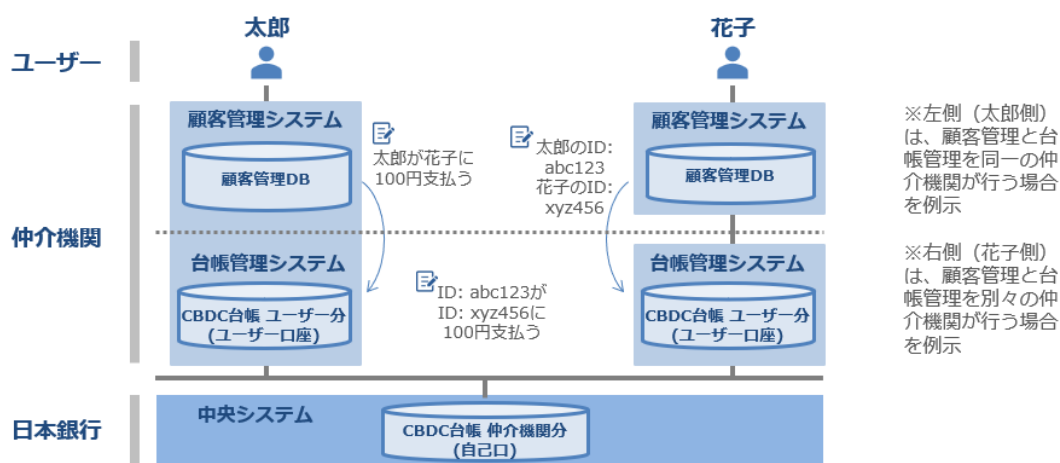 太郎
花子
ユーザー
顧客管理システム
顧客管理DB
太郎が花子に
100円支払う
太郎のID:
abc123
花子のID:
xyz456
顧客管理システム
顧客管理DB
※左側（太郎側）
は、顧客管理と台
帳管理を同一の仲
介機関が行う場合
を例示
仲介機関
台帳管理システム
CBDC台帳 ユーザー分
(ユーザー口座)
ID: abc123が
ID: xyz456に
100円支払う
台帳管理システム
CBDC台帳 ユーザー分
(ユーザー口座)
※右側（花子側）
は、顧客管理と台
帳管理を別々の仲
介機関が行う場合
を例示
日本銀行
中央システム
CBDC台帳 仲介機関分
(自己口)